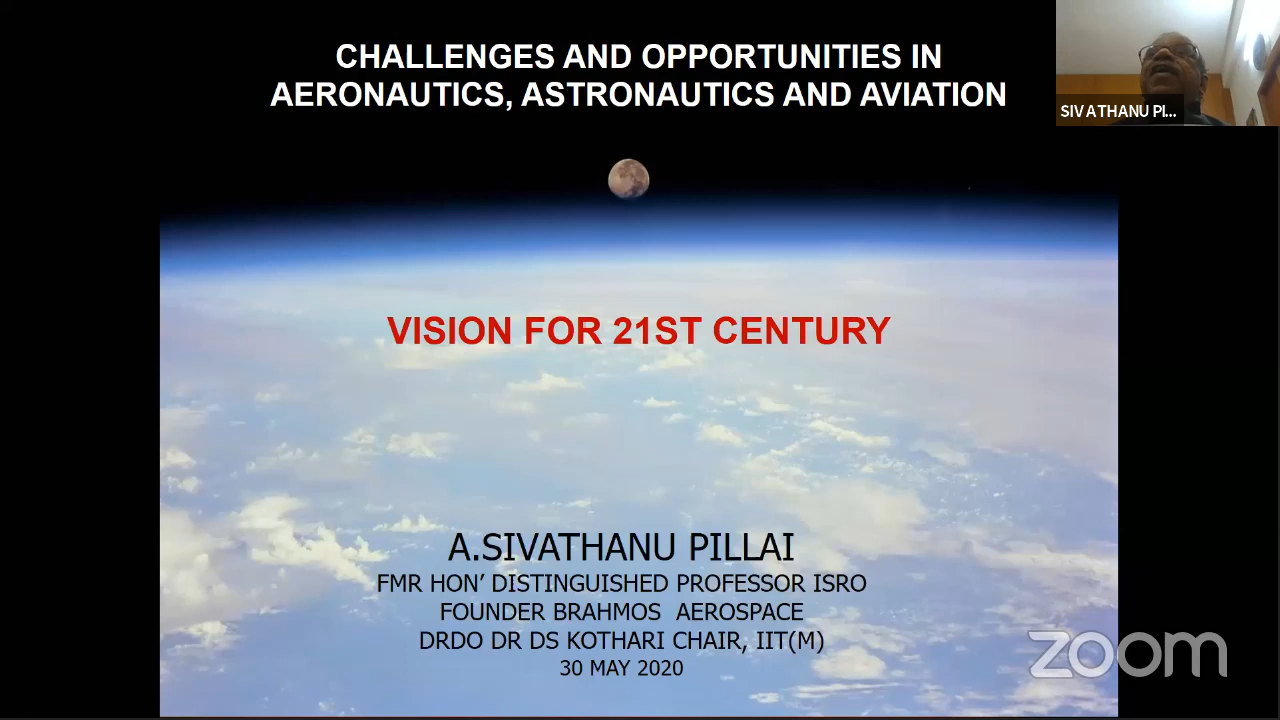 CHALLENGES AND OPPORTUNITIES IN
AERONAUTICS, ASTRONAUTICS AND AVIATION
SIVATHANU PI...
VISION FOR 21ST CENTURY
A.SIVATHANU PILLAI
FMR HON’ DISTINGUISHED PROFESSOR ISRO
FOUNDER BRAHMOS AEROSPACE
DRDO DR DS KOTHARI CHAIR, IIT(M)
30 MAY 2020
zoom